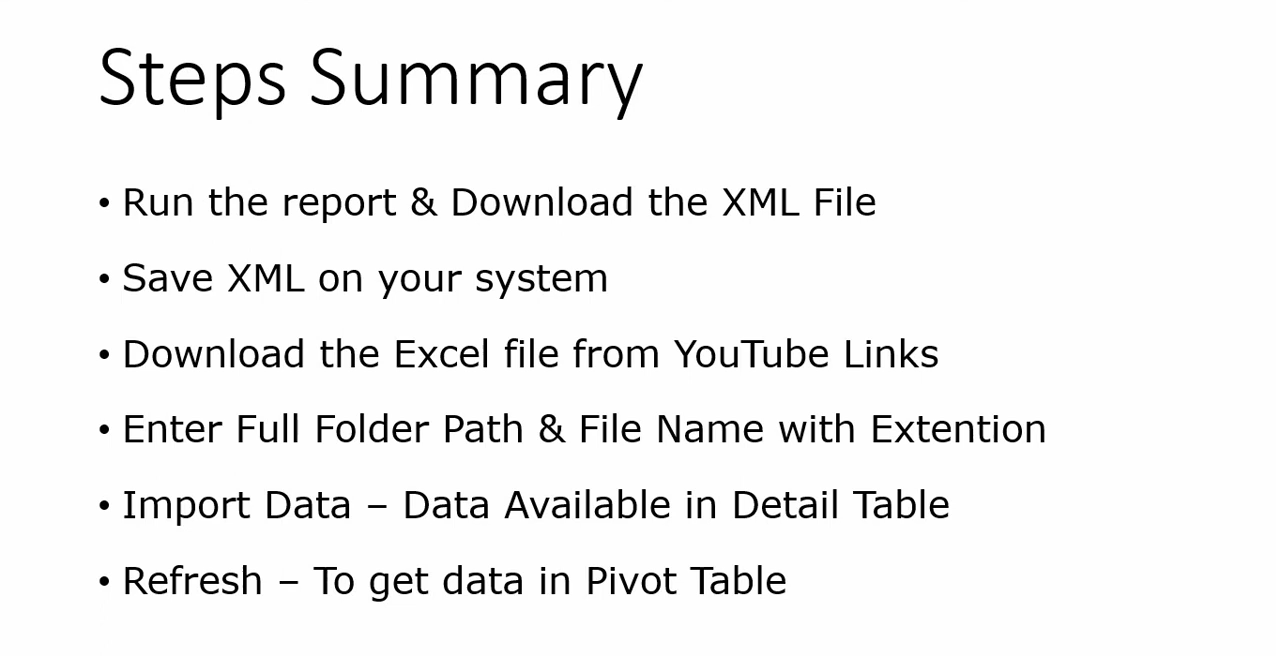 Steps Summary
• Run the report & Download the XML File
• Save XML on your system
• Download the Excel file from YouTube Links
• Enter Full Folder Path & File Name with Extention
• Import Data – Data Available in Detail Table
• Refresh – To get data in Pivot Table